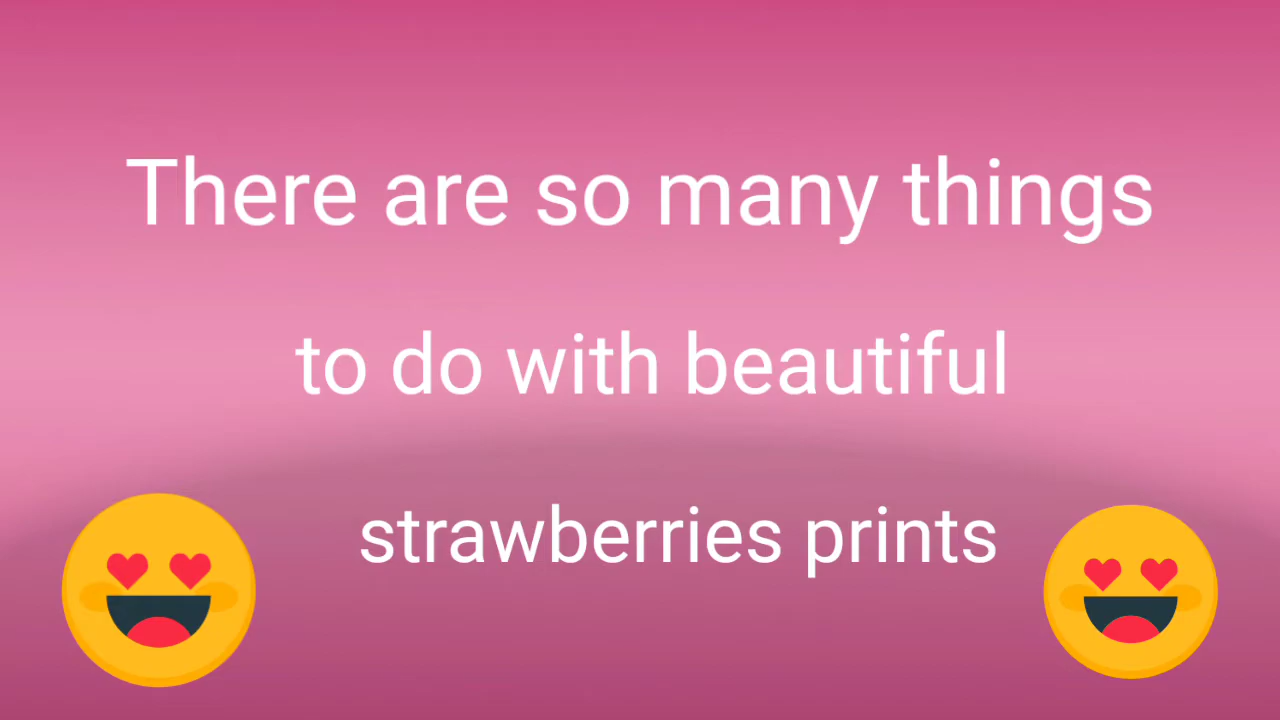 There are so many things
to do with beautiful
strawberries prints